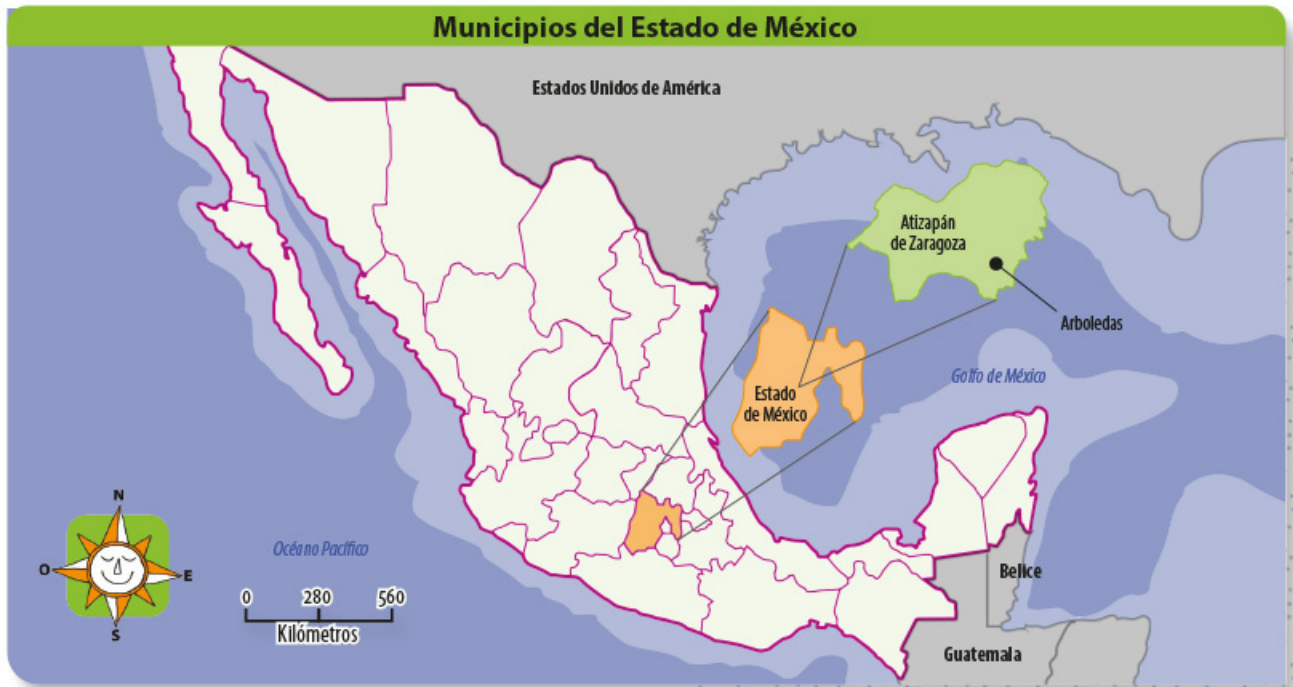 Municipios del Estado de México
Estados Unidos de América
Atizapán
de Zaragoza
Arboledas
Golfo de México
Estado
de México
N
O
E
S
Océano Pacífico
0 280 560
Kilómetros
Belice
Guatemala